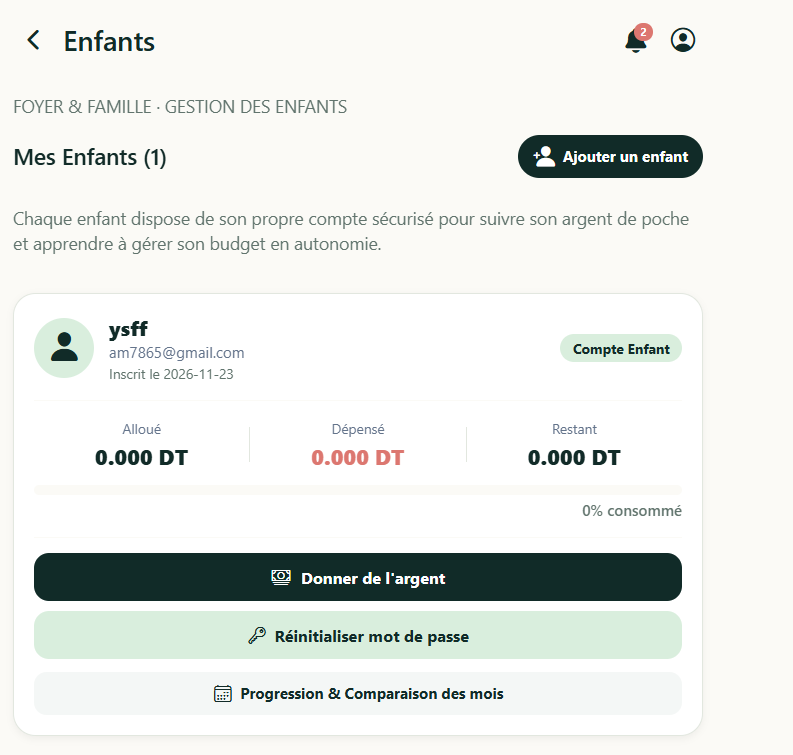 Enfants
2
FOYER & FAMILLE · GESTION DES ENFANTS
Mes Enfants (1)
Ajouter un enfant
Chaque enfant dispose de son propre compte sécurisé pour suivre son argent de poche
et apprendre à gérer son budget en autonomie.
ysff
am7865@gmail.com
Inscrit le 2026-11-23
Compte Enfant
Alloué
Dépensé
Restant
0.000 DT
0.000 DT
0.000 DT
0% consommé
Donner de l'argent
Réinitialiser mot de passe
Progression & Comparaison des mois